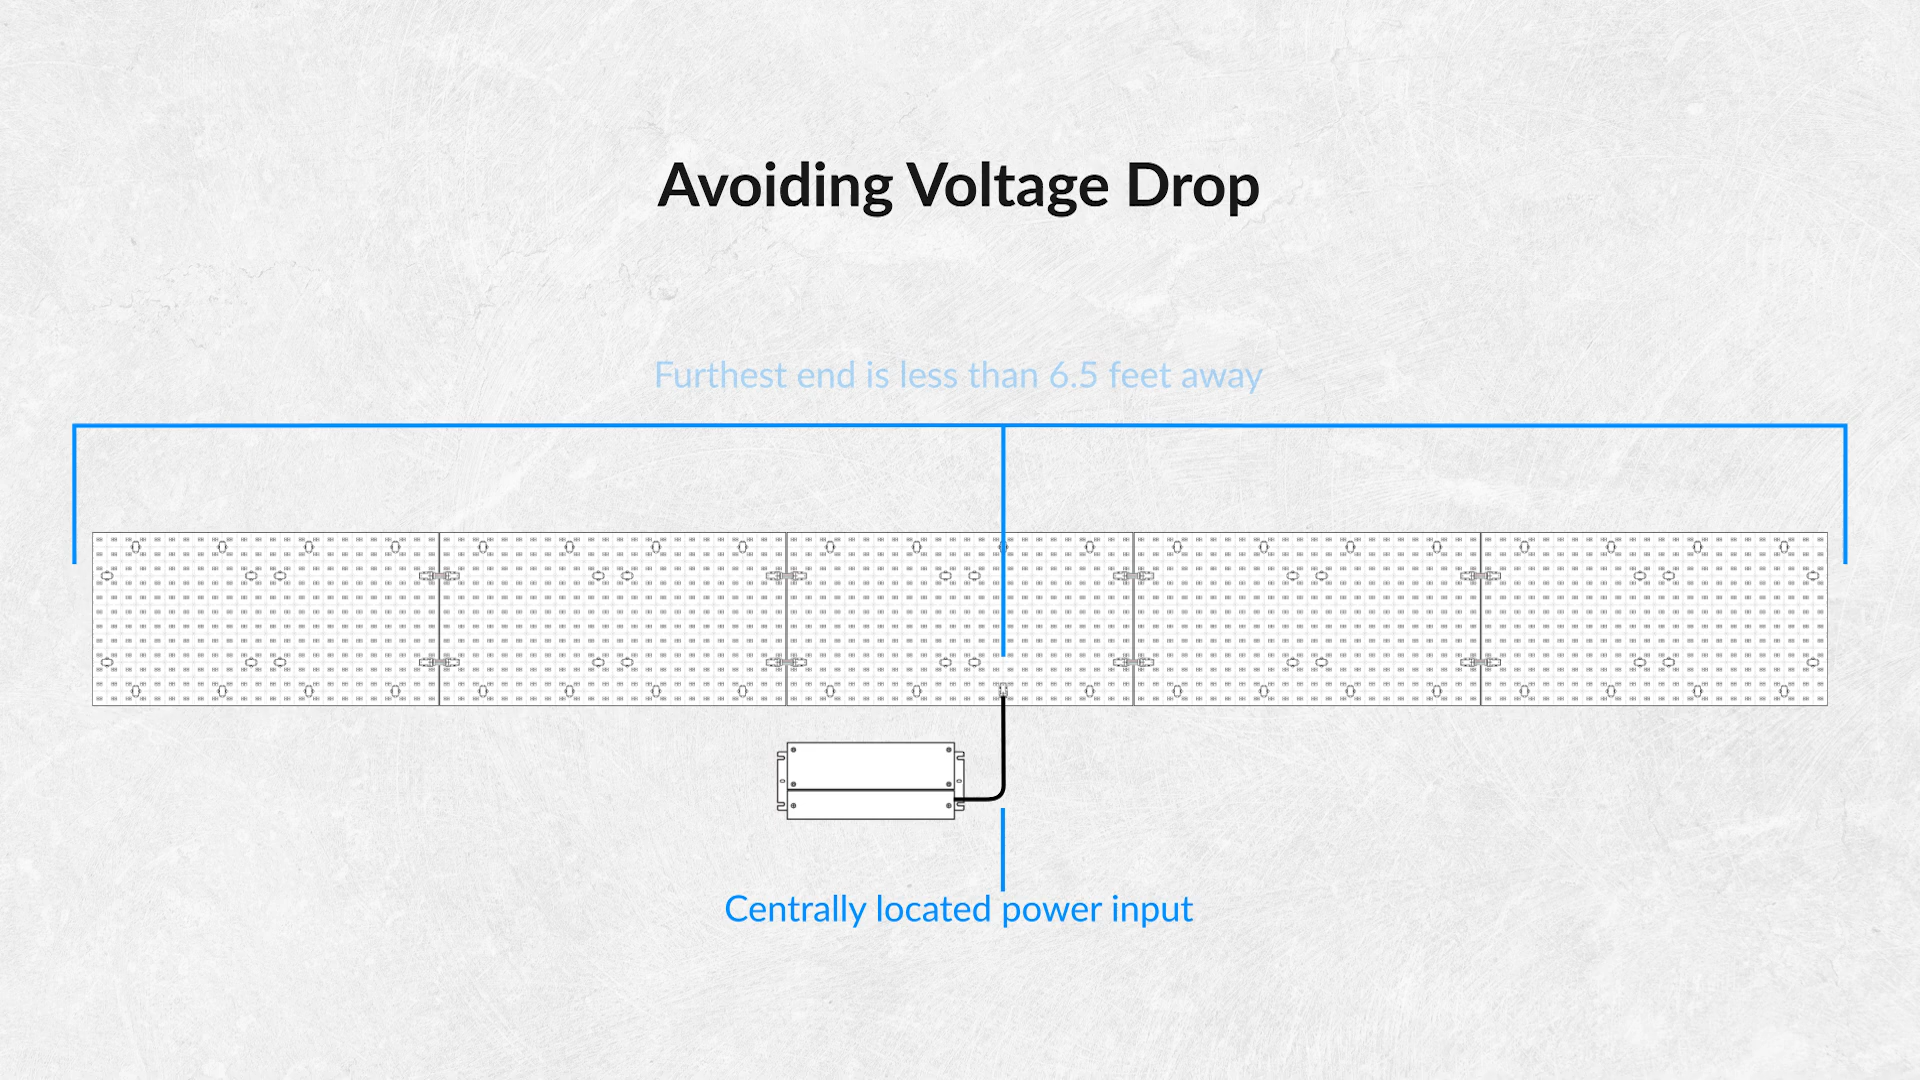 Avoiding Voltage Drop
Furthest end is less than 6.5 feet away
Centrally located power input